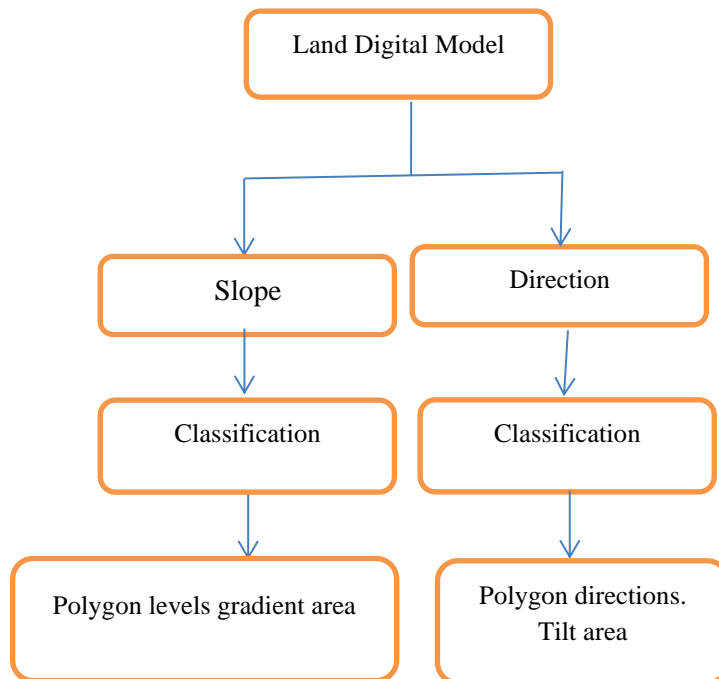 Land Digital Model
Slope
Direction
Classification
Classification
Polygon levels gradient area
Polygon directions.
Tilt area